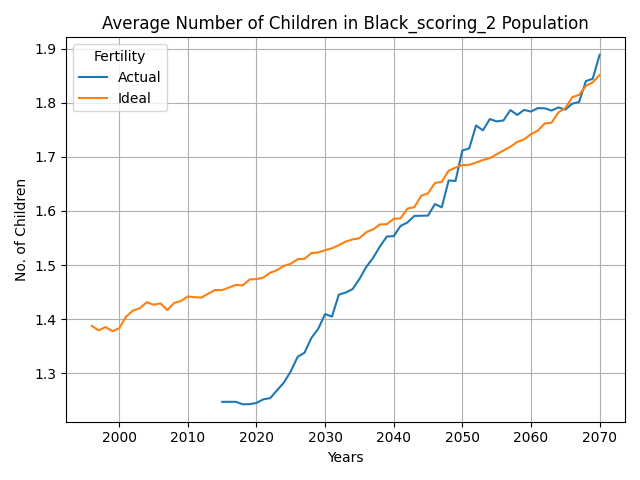 Average Number of Children in Black_scoring_2 Population
Fertility
Actual
Ideal
1.9
1.8
1.7
1.6
1.5
1.4
1.3
No. of Children
2000 2010 2020 2030 2040 2050 2060 2070
Years